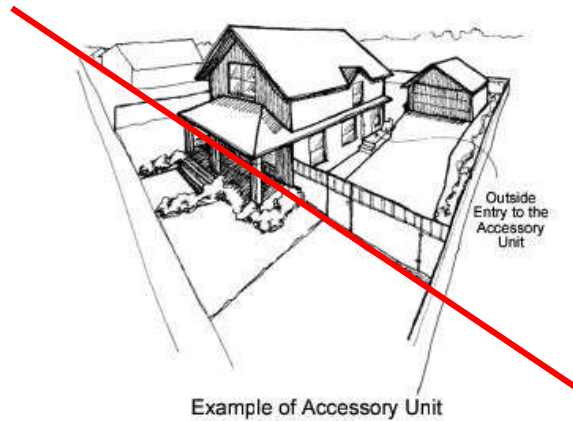 Outside
Entry to the
Accessory
Unit
Example of Accessory Unit